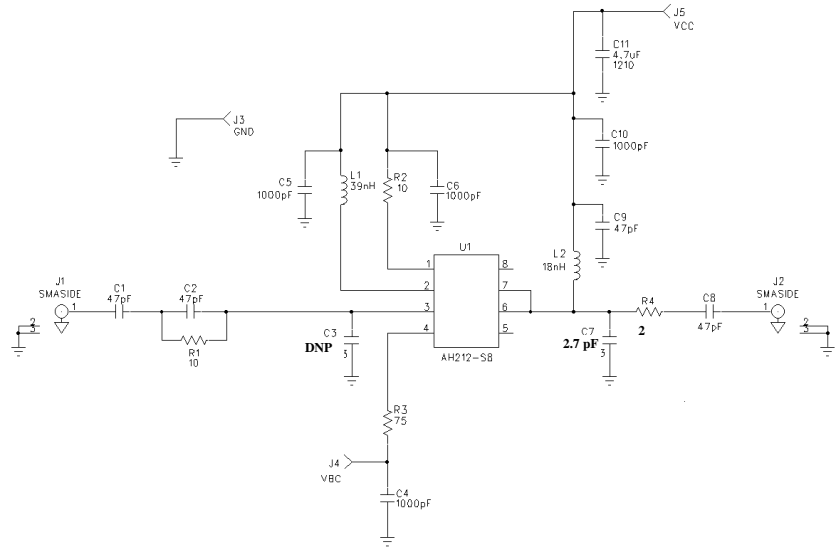 J5
VCC
C11
4.7uF
1210
J3
GND
C10
1000pF
L1
39nH
C5
1000pF
R2
10
C6
1000pF
C9
47pF
U1
L2
18nH
1
8
2
7
3
6
4
5
AH212-S8
J1
SMASIDE
1
2
3
C1
47pF
C2
47pF
R1
10
C3
DNP
3
C7
2.7 pF
3
R4
2
C8
47pF
J2
SMASIDE
1
2
3
R3
75
J4
VBC
C4
1000pF